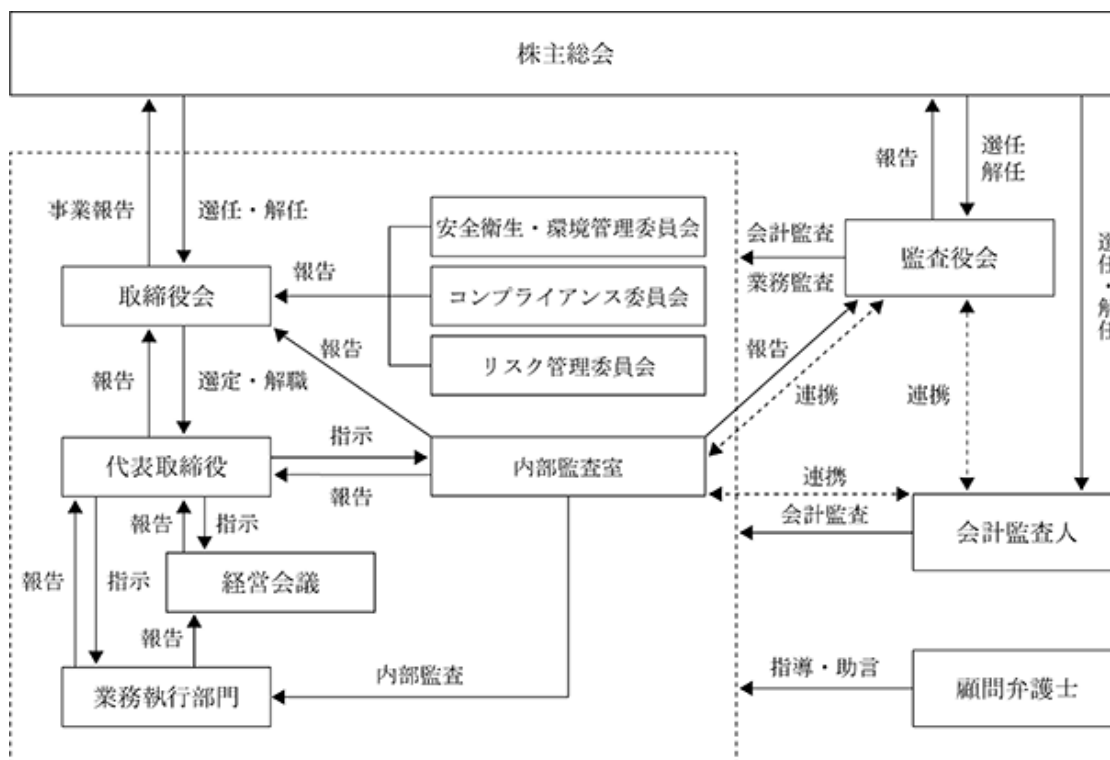 株主総会
事業報告
選任・解任
報告
選任
解任
選任・解任
安全衛生・環境管理委員会
コンプライアンス委員会
リスク管理委員会
報告
会計監査
業務監査
監査役会
取締役会
報告
選定・解職
報告
報告
連携
連携
代表取締役
指示
報告
内部監査室
連携
会計監査
会計監査人
報告
指示
経営会議
報告
指示
報告
業務執行部門
内部監査
指導・助言
顧問弁護士